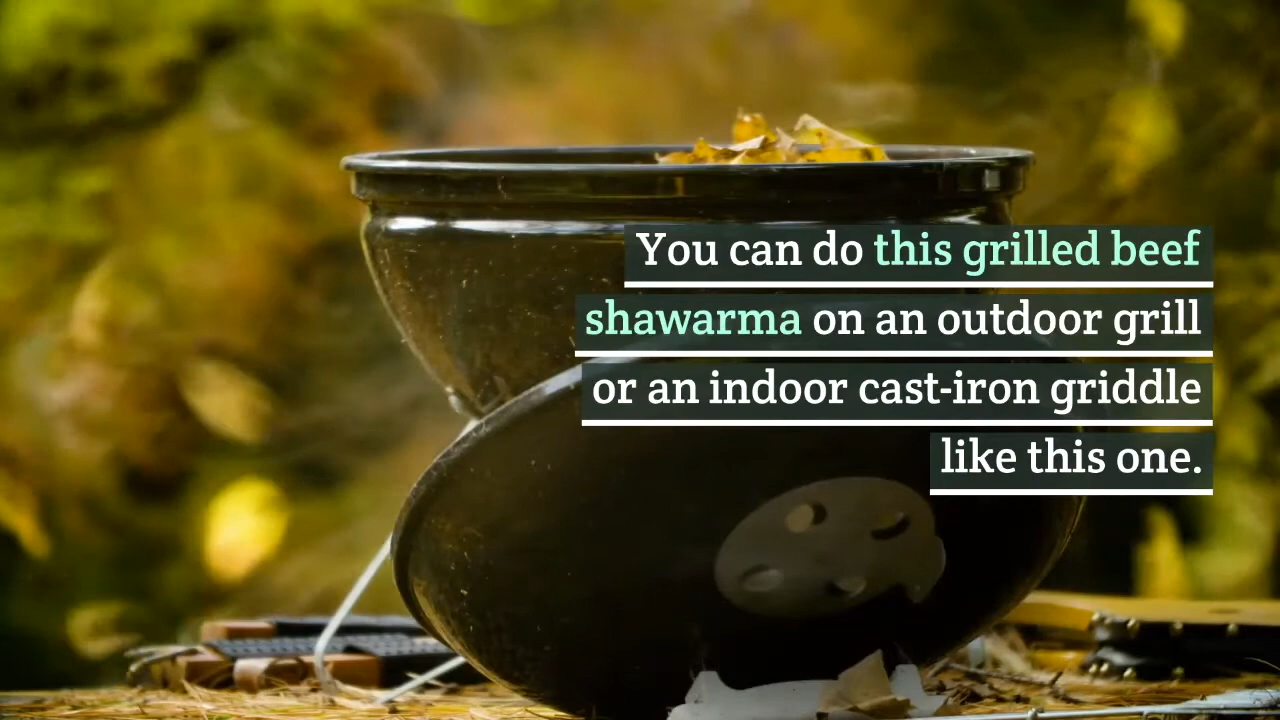 You can do this grilled beef
shawarma on an outdoor grill
or an indoor cast-iron griddle
like this one.